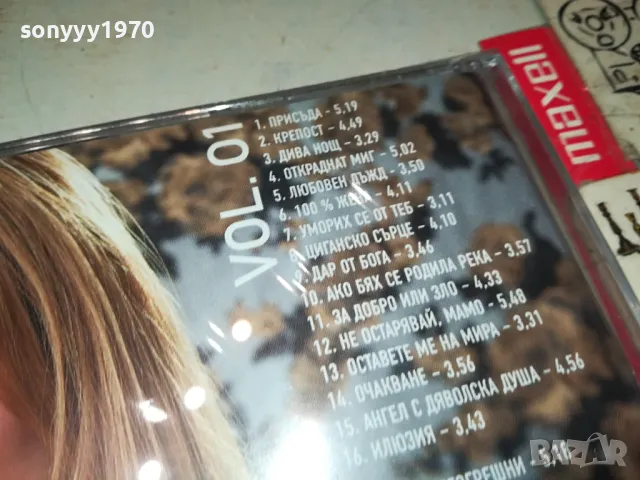 sonyyy1970
maxell
VOL. 01
1. ПРИСЪДА - 5,19
2. КРЕПОСТ - 4,49
3. ДИВА НОЩ - 3,29
4. ОТКРАДНАТ МИГ - 5,02
5. ЛЮБОВЕН ДЪЖД - 3,50
6. 100 % - 4,11
7. УМОРИХ СЕ ОТ ТЕБ - 3,11
8. ЦИГАНСКО СЪРЦЕ - 4,10
9. ДАР ОТ БОГА - 3,46
10. АКО БЯХ СЕ РОДИЛА РЕКА - 3,57
11. ЗА ДОБРО ИЛИ ЗЛО - 4,33
12. НЕ ОСТАРЯВАЙ, МАМО - 5,48
13. ОСТАВЕТЕ МЕ НА МИРА - 3,31
14. ОЧАКВАНЕ - 3,56
15. АНГЕЛ С ДЯВОЛСКА ДУША - 4,56
16. ИЛЮЗИЯ - 3,43
BAZAR.BG